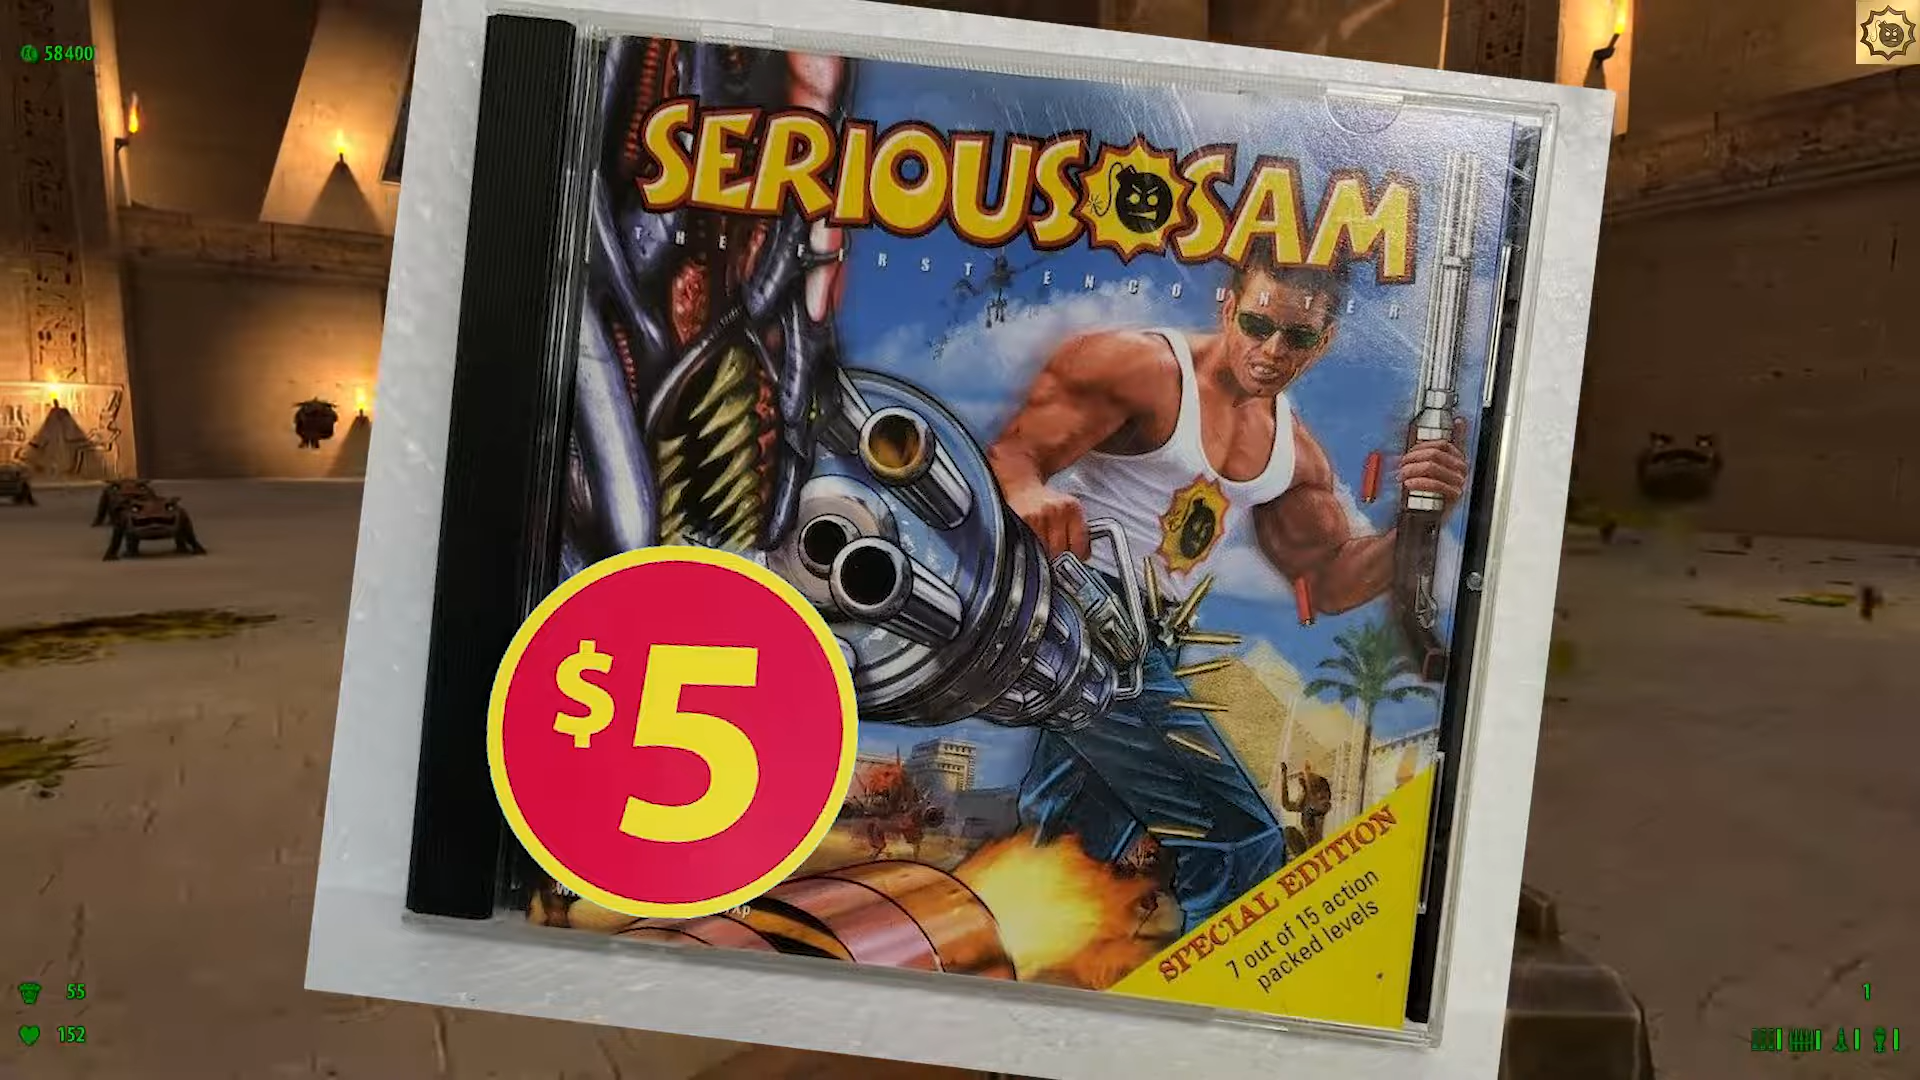 58400
SERIOUS SAM
THE FIRST ENCOUNTER
$5
SPECIAL EDITION
7 out of 15 action
packed levels
55
152
1